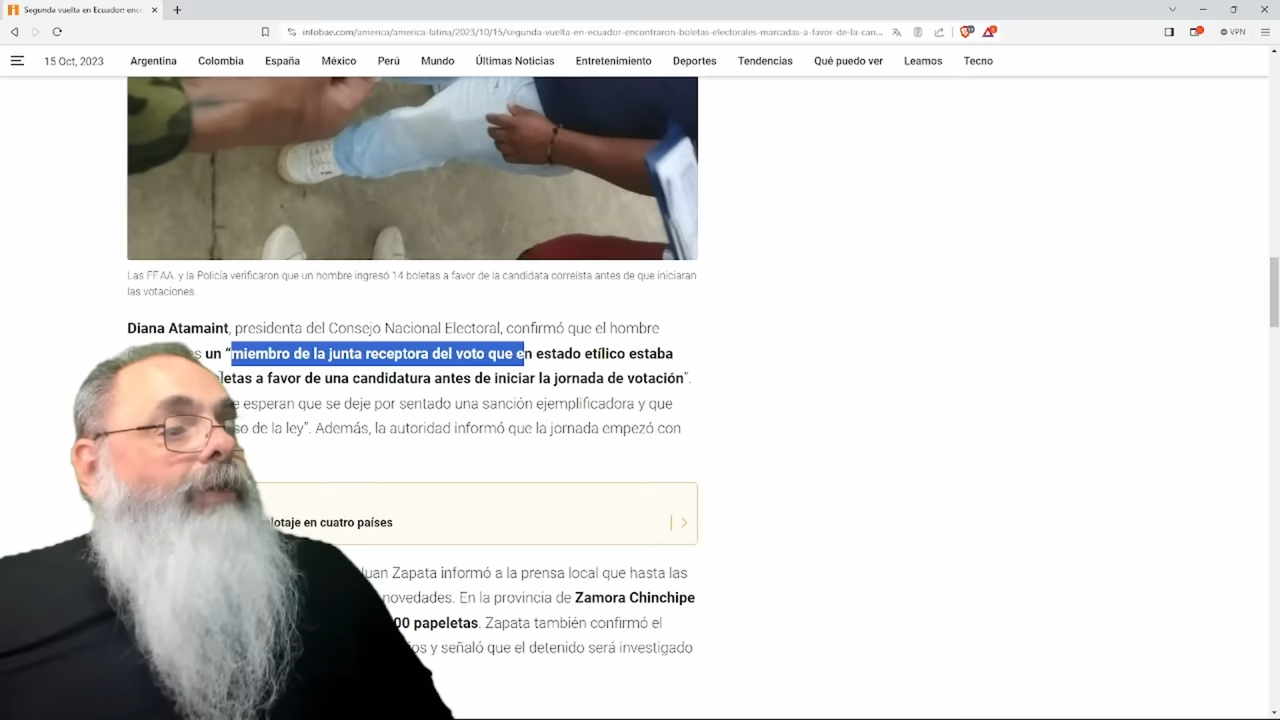 Segunda vuelta en Ecuador: enc
infobae.com/america/america-latina/2023/10/15/segunda-vuelta-en-ecuador-encontraron-boletas-electorales-marcadas-a-favor-de-la-can...
VPN
15 Oct, 2023 Argentina Colombia España México Perú Mundo Últimas Noticias Entretenimiento Deportes Tendencias Qué puedo ver Leamos Tecno
Las FF.AA. y la Policía verificaron que un hombre ingresó 14 boletas a favor de la candidata correísta antes de que iniciaran
las votaciones.
Diana Atamaint, presidenta del Consejo Nacional Electoral, confirmó que el hombre
es un “miembro de la junta receptora del voto que en estado etílico estaba
letas a favor de una candidatura antes de iniciar la jornada de votación”.
e esperan que se deje por sentado una sanción ejemplificadora y que
so de la ley”. Además, la autoridad informó que la jornada empezó con
lotaje en cuatro países
Juan Zapata informó a la prensa local que hasta las
novedades. En la provincia de Zamora Chinchipe
00 papeletas. Zapata también confirmó el
os y señaló que el detenido será investigado